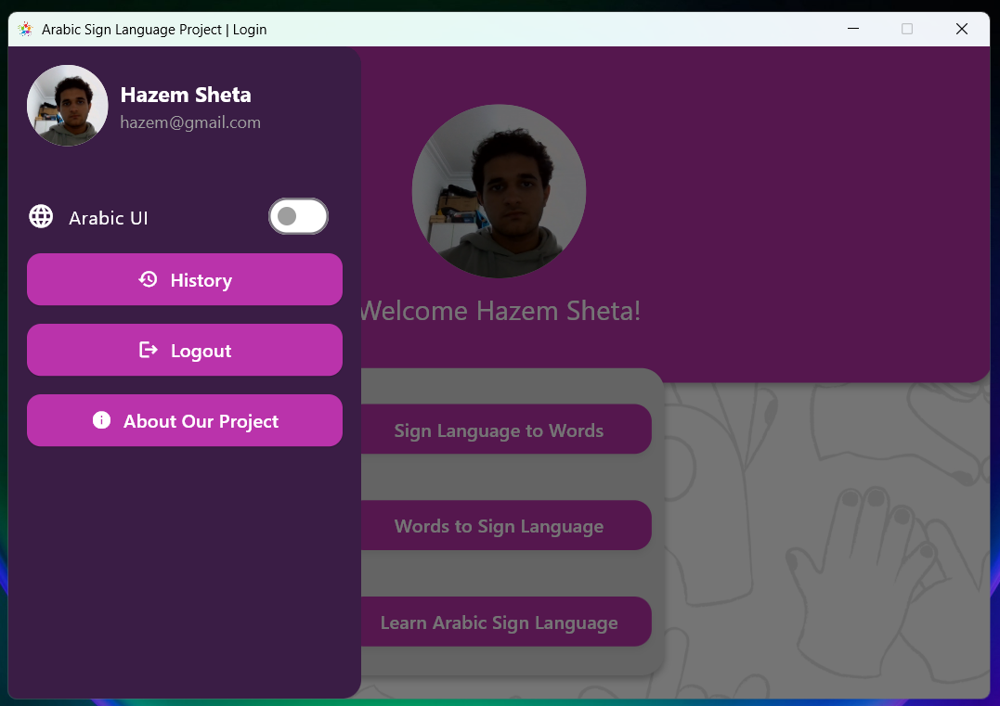 Arabic Sign Language Project | Login
Hazem Sheta
hazem@gmail.com
Arabic UI
History
Logout
About Our Project
Welcome Hazem Sheta!
Sign Language to Words
Words to Sign Language
Learn Arabic Sign Language